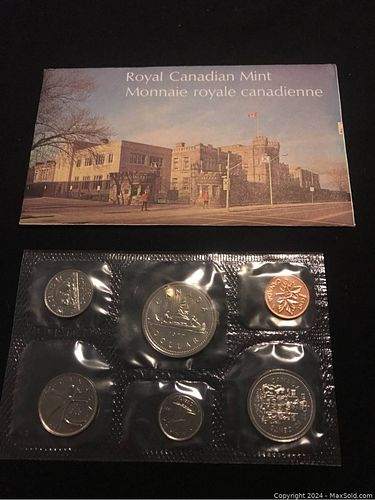 Royal Canadian Mint
Monnaie royale canadienne
DOLLAR
Copyright 2024 - MaxSold.com